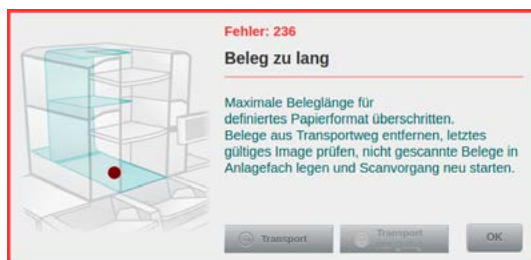 Fehler: 236
Beleg zu lang
Maximale Beleglänge für
definiertes Papierformat überschritten.
Belege aus Transportweg entfernen, letztes
gültiges Image prüfen, nicht gescannte Belege in
Anlagefach legen und Scanvorgang neu starten.
Transport
Transport
OK